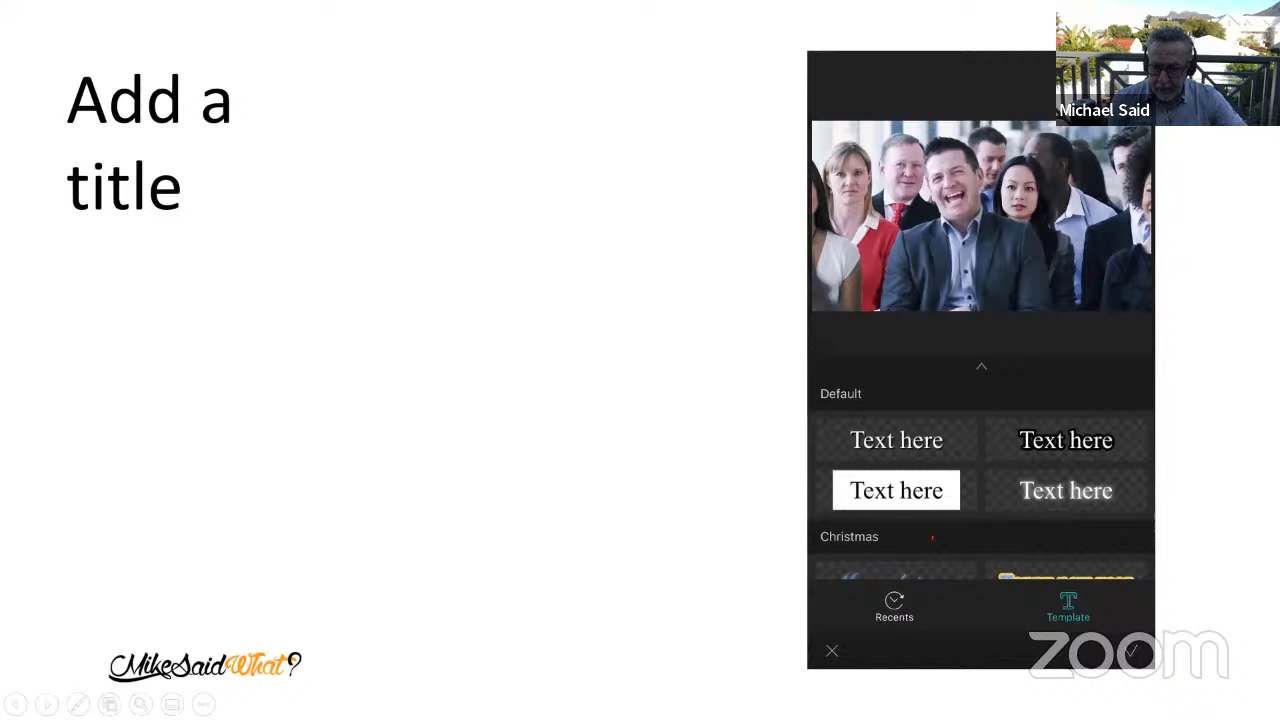 Add a
title
Michael Said
Default
Text here
Text here
Text here
Text here
Christmas
Recents
Template
zoom
MikeSaidWhat?